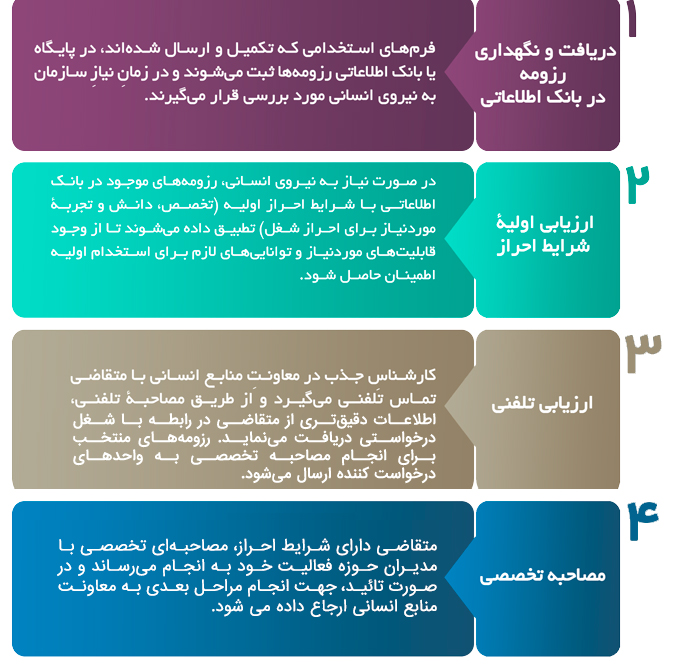 ۱
دریافت و نگهداری
رزومه
در بانک اطلاعاتی
فرم‌های استخدامی که تکمیل و ارسال شده‌اند، در پایگاه
یا بانک اطلاعاتی رزومه‌ها ثبت می‌شوند و در زمانِ نیازِ سازمان
به نیروی انسانی مورد بررسی قرار می‌گیرند.
۲
ارزیابی اولیۀ
شرایط احراز
در صورت نیاز به نیروی انسانی، رزومه‌های موجود در بانک
اطلاعاتی با شرایط احراز اولیه (تخصص، دانش و تجربۀ
موردنیاز برای احراز شغل) تطبیق داده می‌شوند تا از وجود
قابلیت‌های موردنیاز و توانایی‌های لازم برای استخدام اولیه
اطمینان حاصل شود.
۳
ارزیابی تلفنی
کارشناس جذب در معاونتِ منابع انسانی با متقاضی
تماس تلفنی می‌گیرد و از طریق مصاحبۀ تلفنی،
اطلاعات دقیق‌تری از متقاضی در رابطه با شغل
درخواستی دریافت می‌نماید. رزومه‌های منتخب
برای انجام مصاحبه تخصصی به واحدهای
درخواست کننده ارسال می‌شود.
۴
مصاحبه تخصصی
متقاضی دارای شرایط احراز، مصاحبه‌ای تخصصی با
مدیران حوزه فعالیت خود به انجام می‌رساند و در
صورت تائید، جهت انجام مراحل بعدی به معاونت
منابع انسانی ارجاع داده می شود.